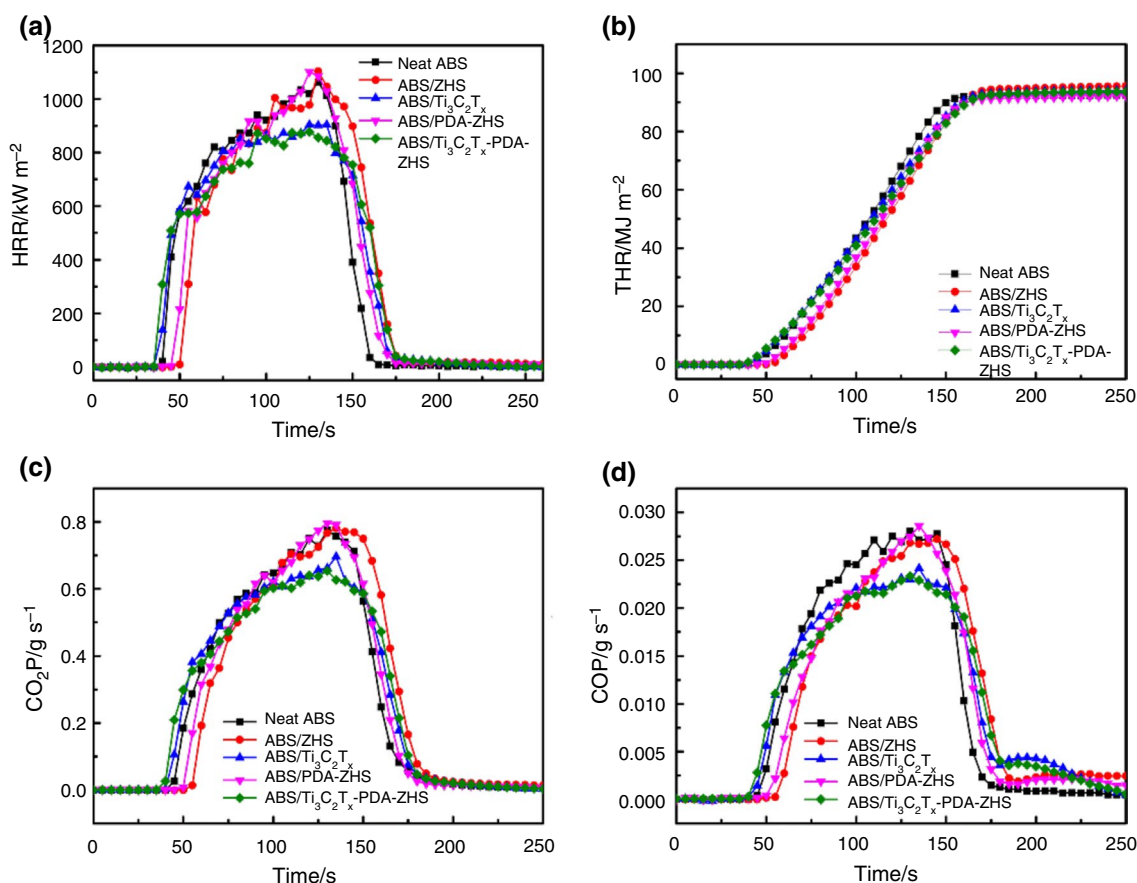 (a)
HRR/kW m⁻²
1200
1000
800
600
400
200
0
0 50 100 150 200 250
Time/s
Neat ABS
ABS/ZHS
ABS/Ti₃C₂Tₓ
ABS/PDA-ZHS
ABS/Ti₃C₂Tₓ-PDA-
ZHS
(b)
THR/MJ m⁻²
100
80
60
40
20
0
0 50 100 150 200 250
Time/s
Neat ABS
ABS/ZHS
ABS/Ti₃C₂Tₓ
ABS/PDA-ZHS
ABS/Ti₃C₂Tₓ-PDA-
ZHS
(c)
CO₂P/g s⁻¹
0.8
0.6
0.4
0.2
0.0
0 50 100 150 200 250
Time/s
Neat ABS
ABS/ZHS
ABS/Ti₃C₂Tₓ
ABS/PDA-ZHS
ABS/Ti₃C₂Tₓ-PDA-ZHS
(d)
COP/g s⁻¹
0.030
0.025
0.020
0.015
0.010
0.005
0.000
0 50 100 150 200 250
Time/s
Neat ABS
ABS/ZHS
ABS/Ti₃C₂Tₓ
ABS/PDA-ZHS
ABS/Ti₃C₂Tₓ-PDA-ZHS